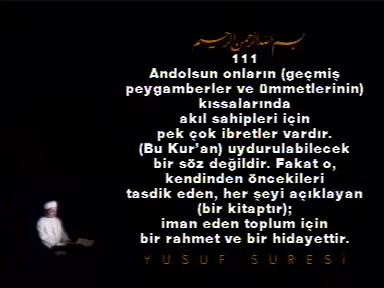 بسم الله الرحمن الرحيم
111
Andolsun onların (geçmiş
peygamberler ve ümmetlerinin)
kıssalarında
akıl sahipleri için
pek çok ibretler vardır.
(Bu Kur'an) uydurulabilecek
bir söz değildir. Fakat o,
kendinden öncekileri
tasdik eden, her şeyi açıklayan
(bir kitaptır);
iman eden toplum için
bir rahmet ve bir hidayettir.
YUSUF SURESİ